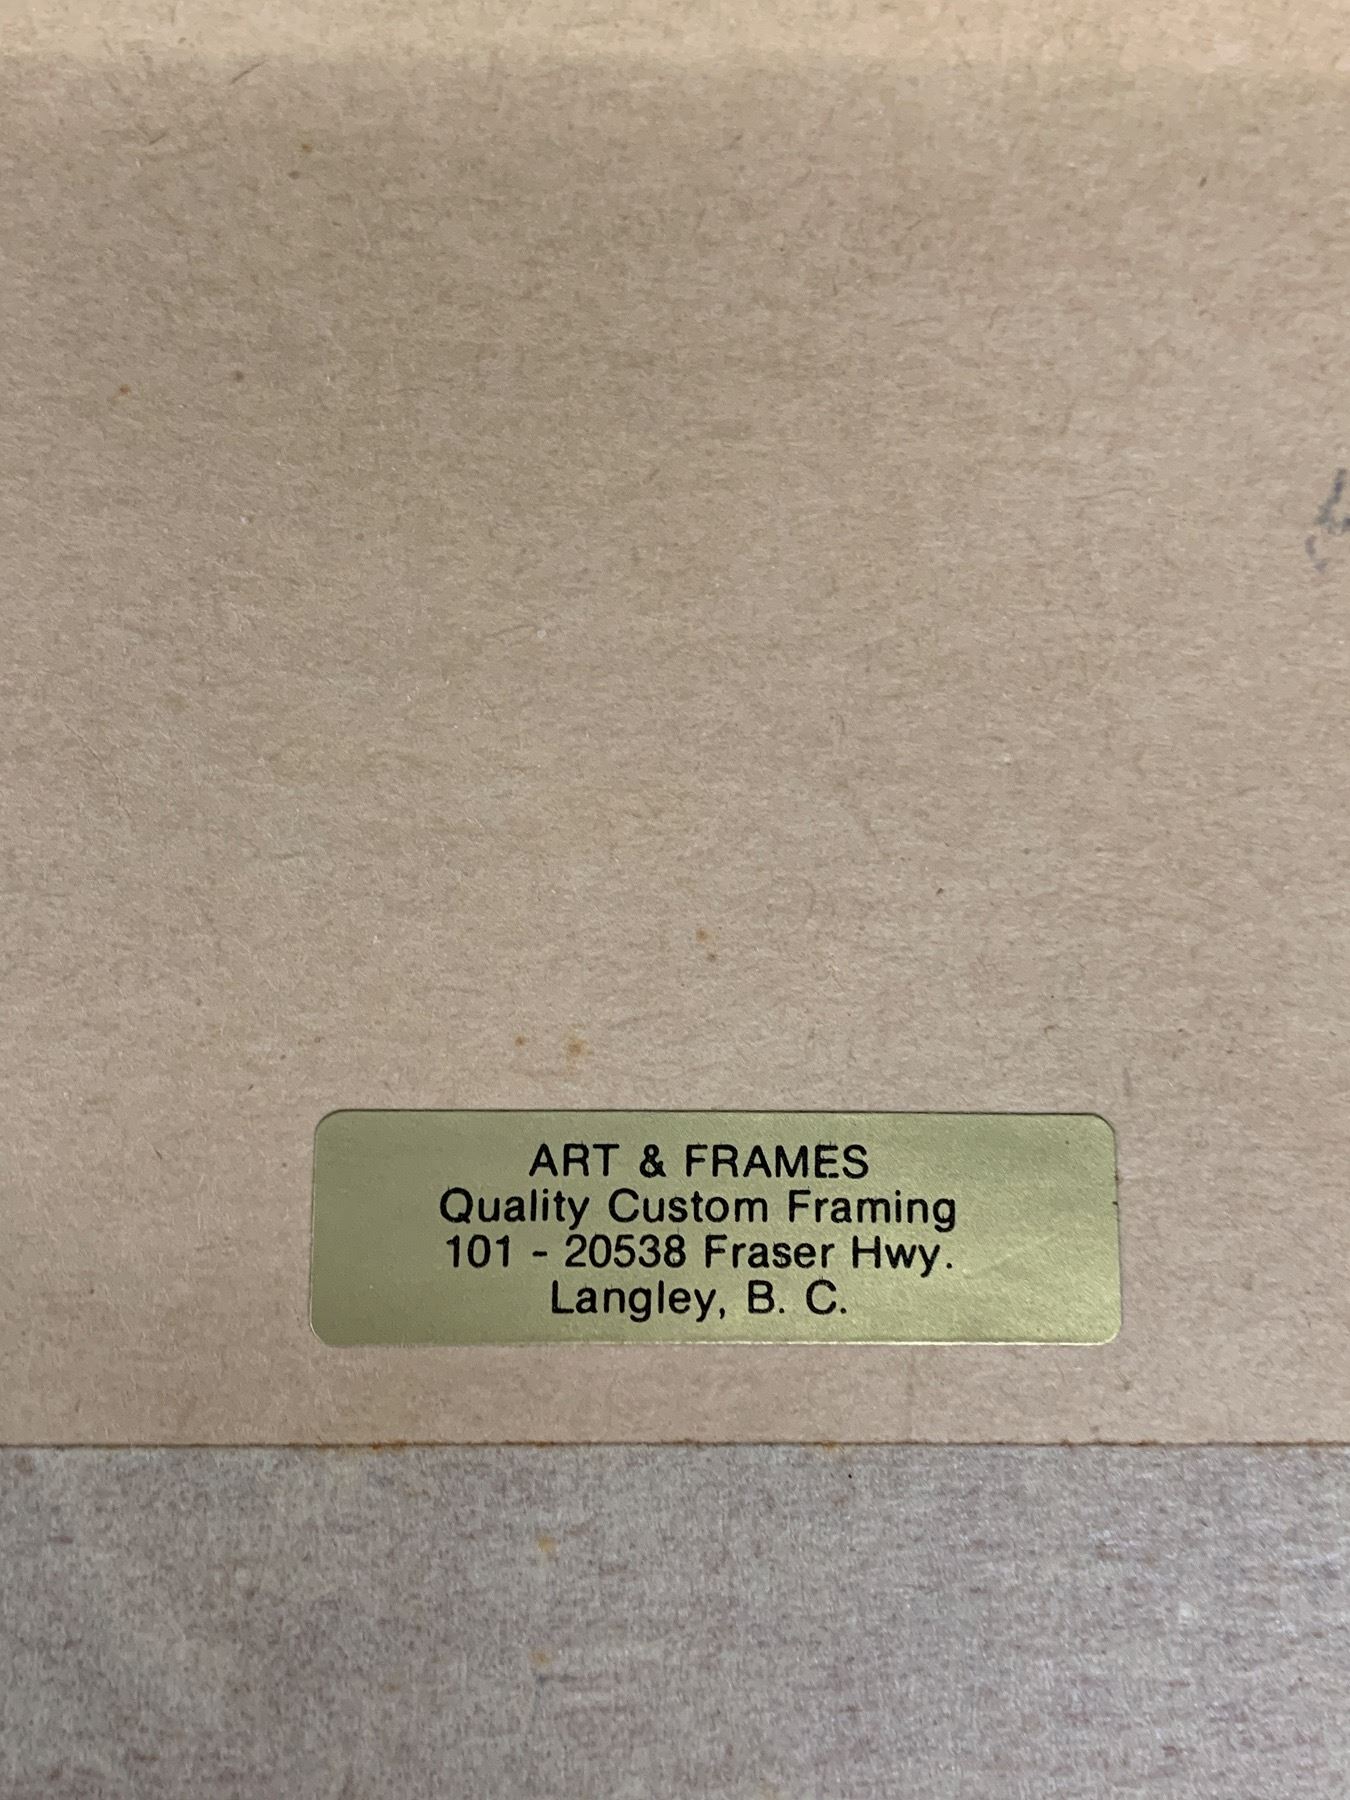 ART & FRAMES
Quality Custom Framing
101 - 20538 Fraser Hwy.
Langley, B. C.